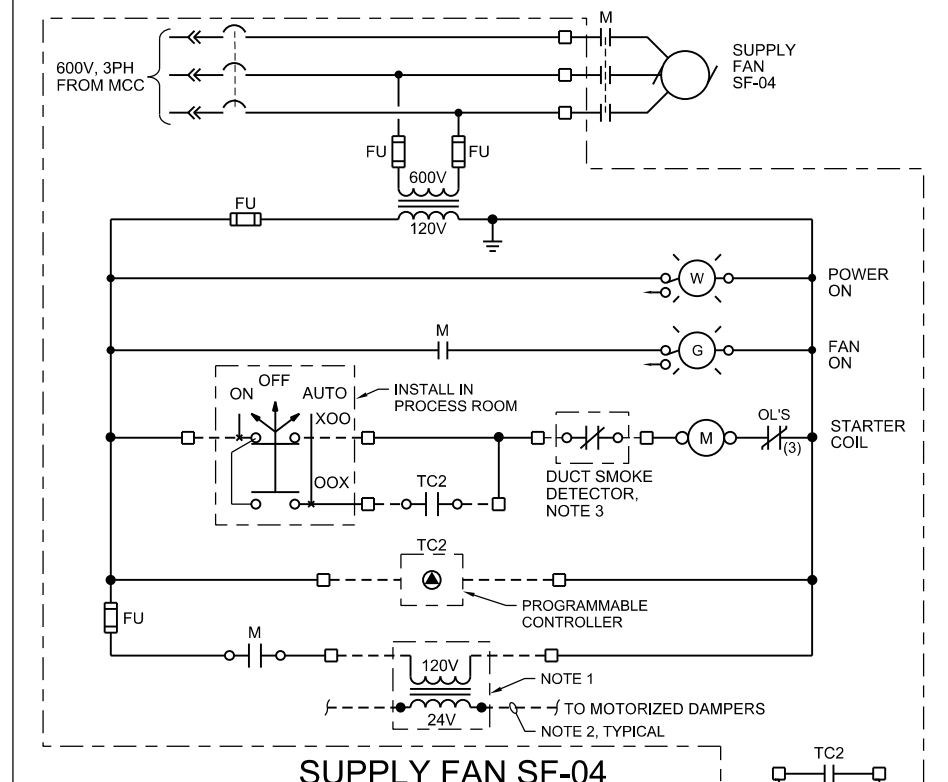 M
600V, 3PH
FROM MCC
SUPPLY
FAN
SF-04
FU
FU
600V
FU
120V
W
POWER
ON
M
G
FAN
ON
OFF
ON
AUTO
XOO
INSTALL IN
PROCESS ROOM
M
OL'S
(3)
STARTER
COIL
OOX
TC2
DUCT SMOKE
DETECTOR,
NOTE 3
TC2
PROGRAMMABLE
CONTROLLER
FU
M
120V
NOTE 1
24V
TO MOTORIZED DAMPERS
NOTE 2, TYPICAL
SUPPLY FAN SF-04
TC2